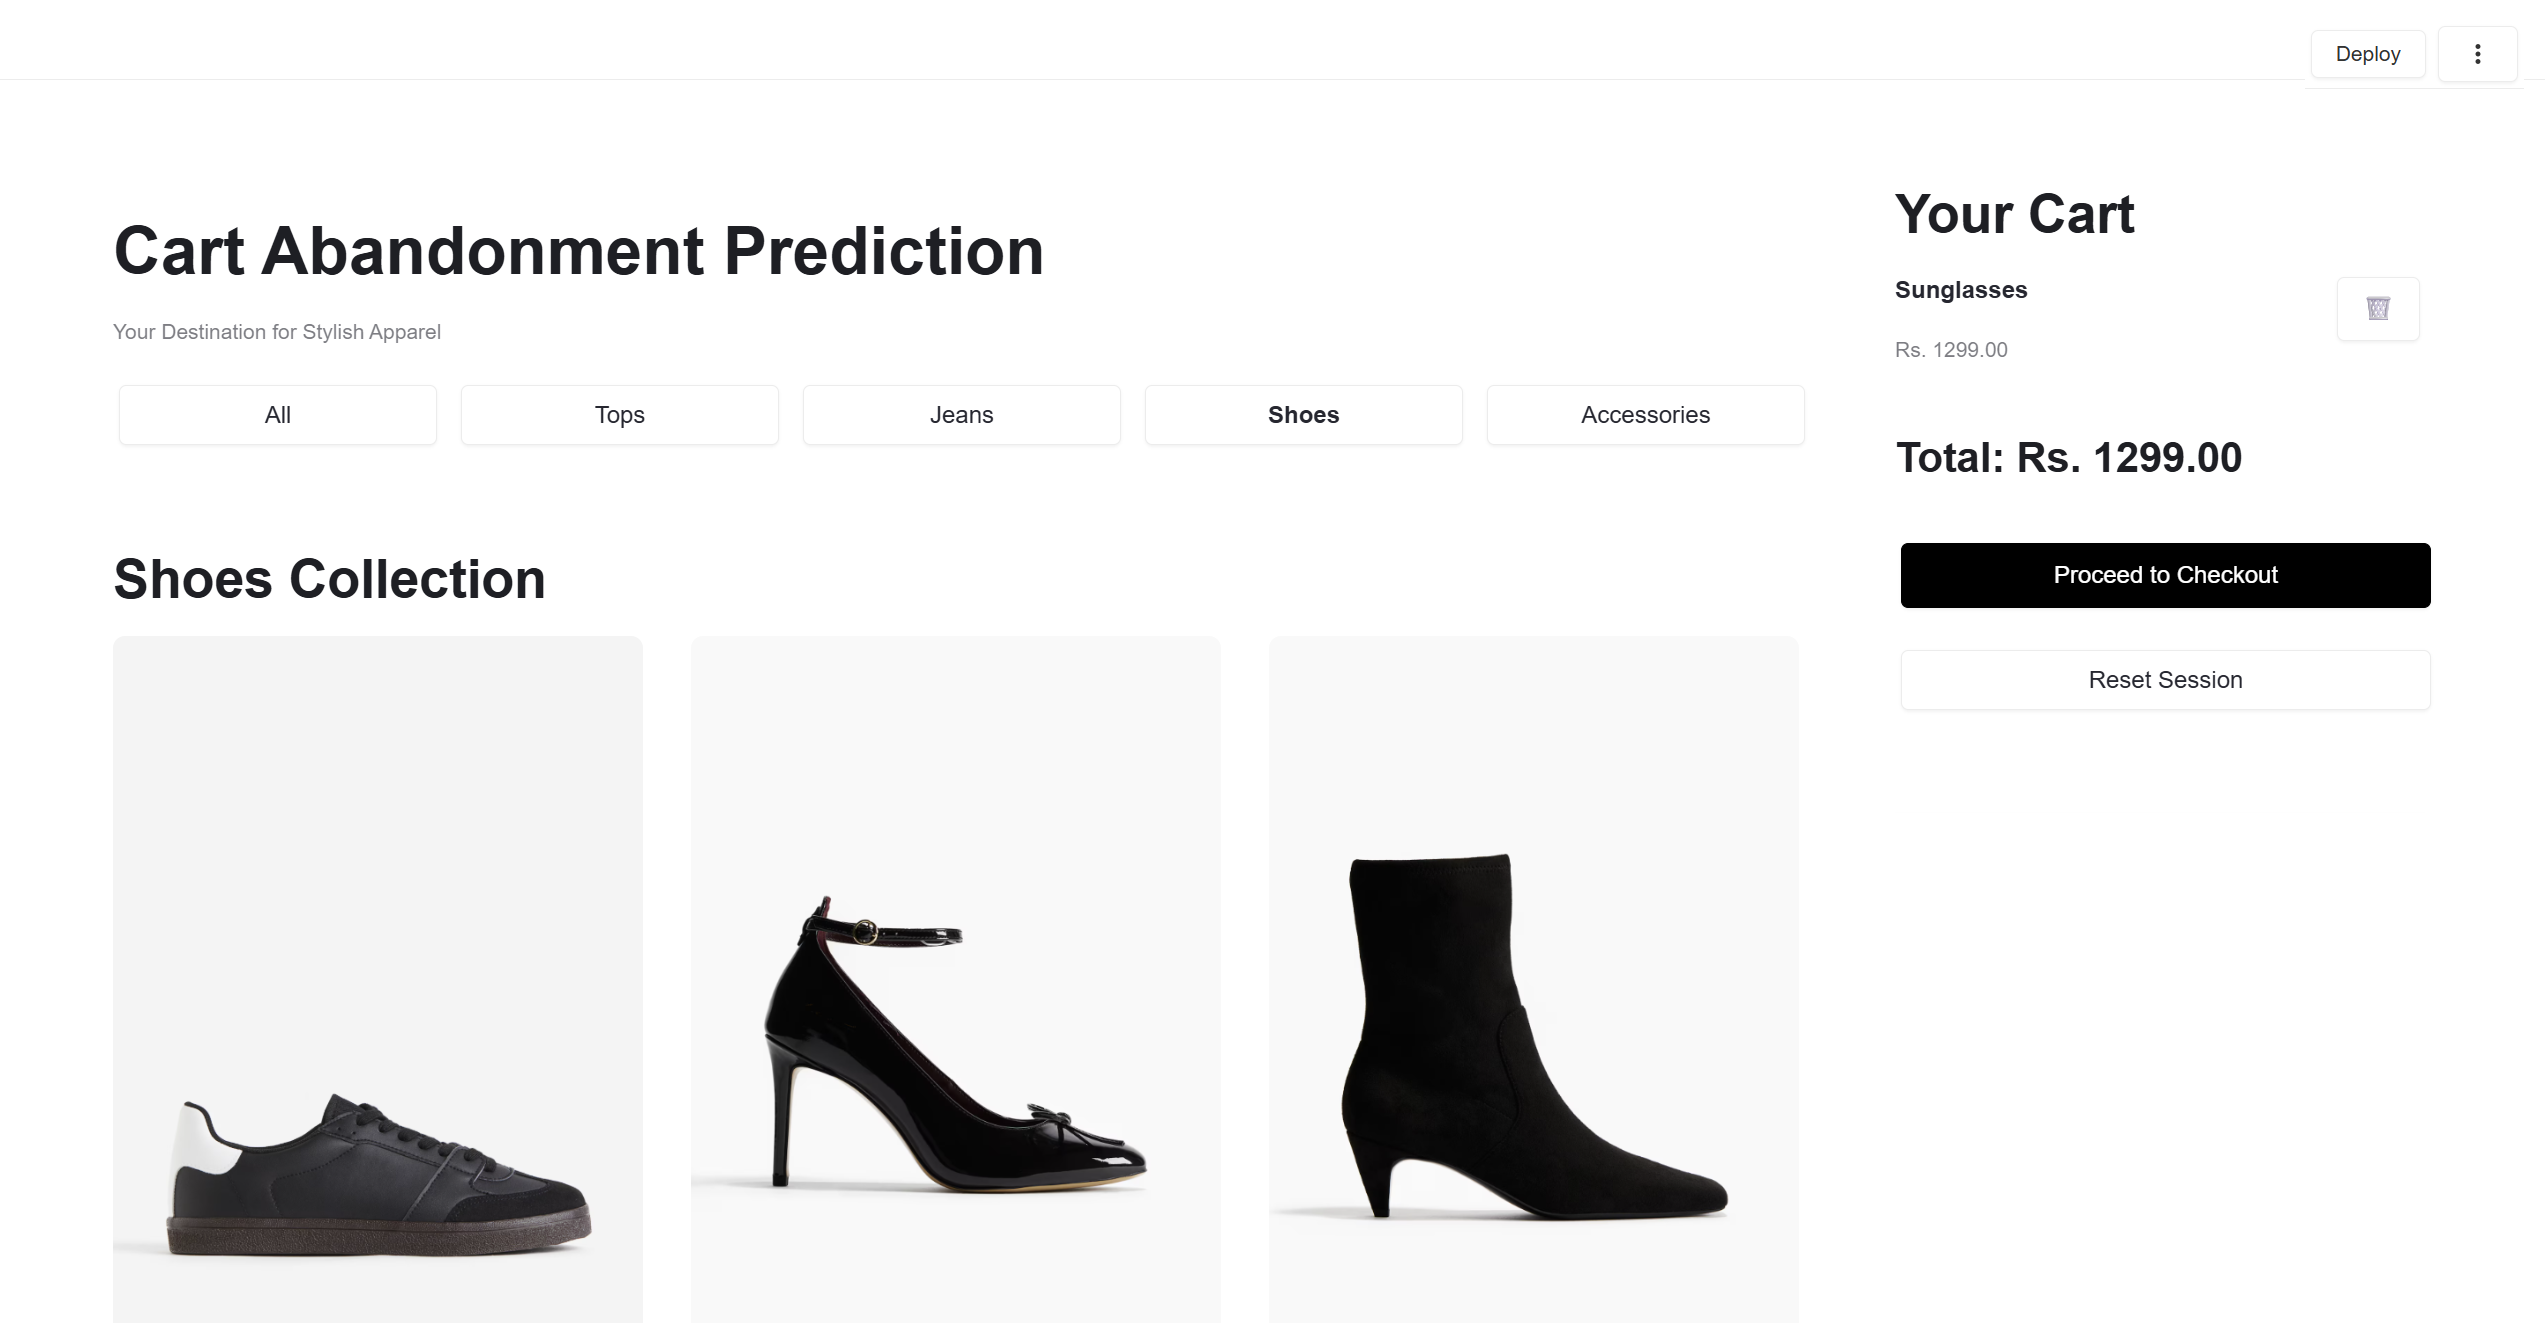 Deploy
Cart Abandonment Prediction
Your Destination for Stylish Apparel
All
Tops
Jeans
Shoes
Accessories
Shoes Collection
Your Cart
Sunglasses
Rs. 1299.00
Total: Rs. 1299.00
Proceed to Checkout
Reset Session